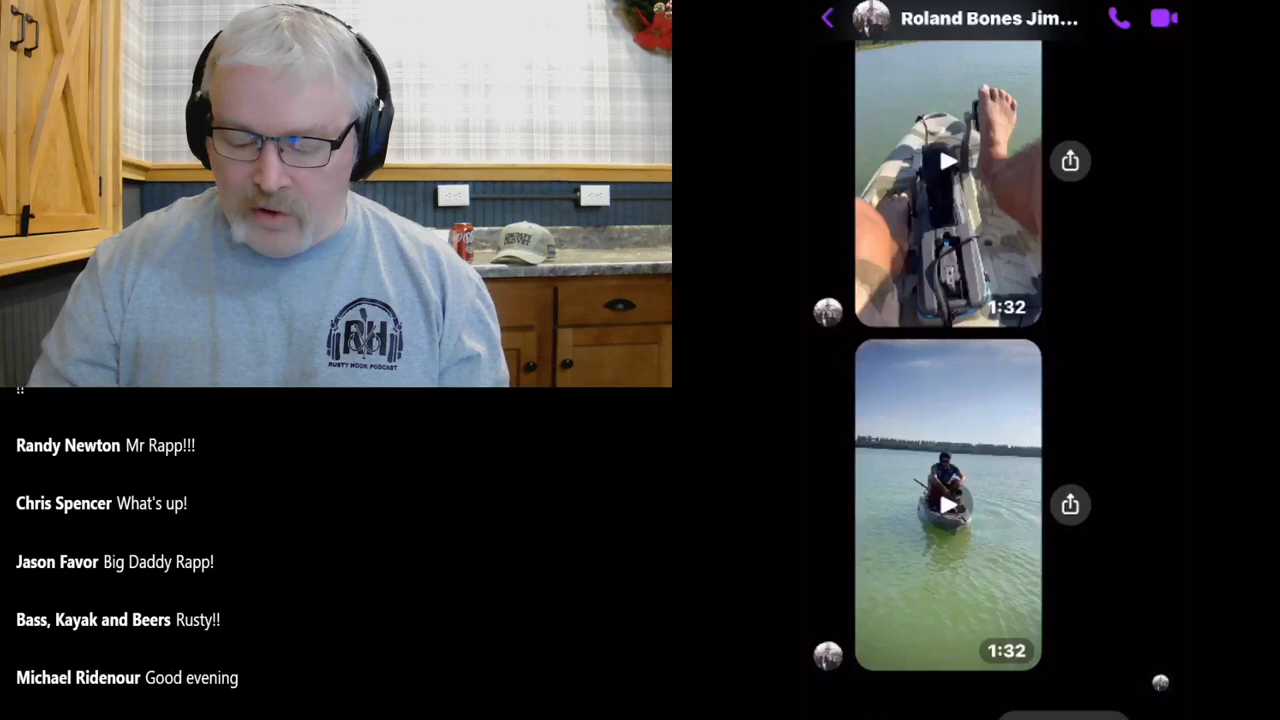 Roland Bones Jim...
RH
RUSTY HOOK PODCAST
1:32
!!
Randy Newton Mr Rapp!!!
Chris Spencer What's up!
Jason Favor Big Daddy Rapp!
Bass, Kayak and Beers Rusty!!
Michael Ridenour Good evening
1:32